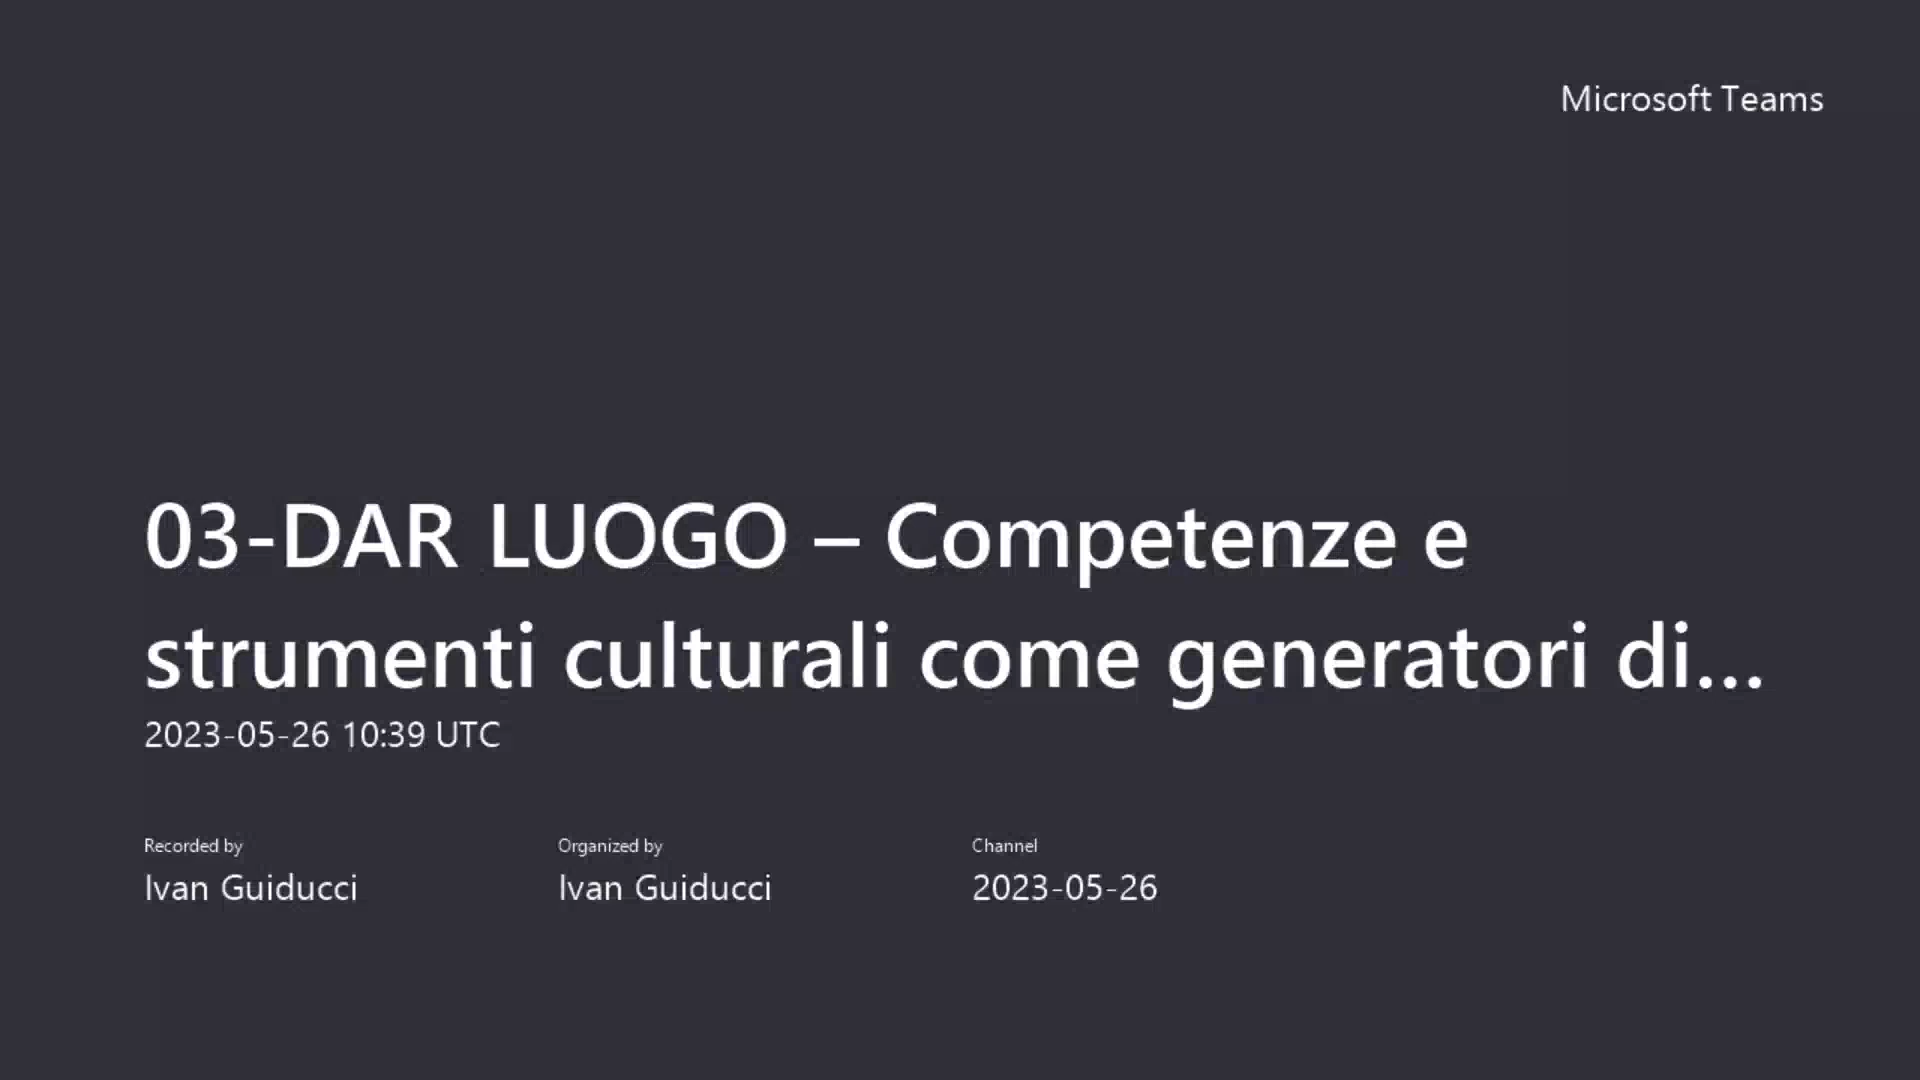 Microsoft Teams
03-DAR LUOGO – Competenze e
strumenti culturali come generatori di...
2023-05-26 10:39 UTC
Recorded by
Ivan Guiducci
Organized by
Ivan Guiducci
Channel
2023-05-26